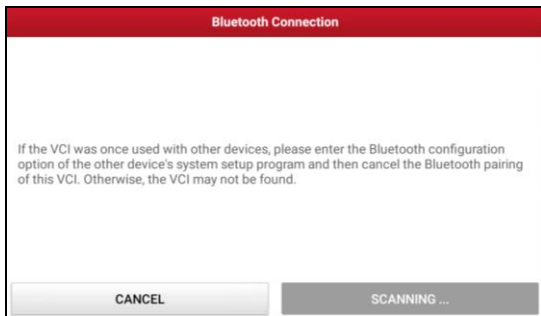 Bluetooth Connection
If the VCI was once used with other devices, please enter the Bluetooth configuration
option of the other device's system setup program and then cancel the Bluetooth pairing
of this VCI. Otherwise, the VCI may not be found.
CANCEL
SCANNING ...